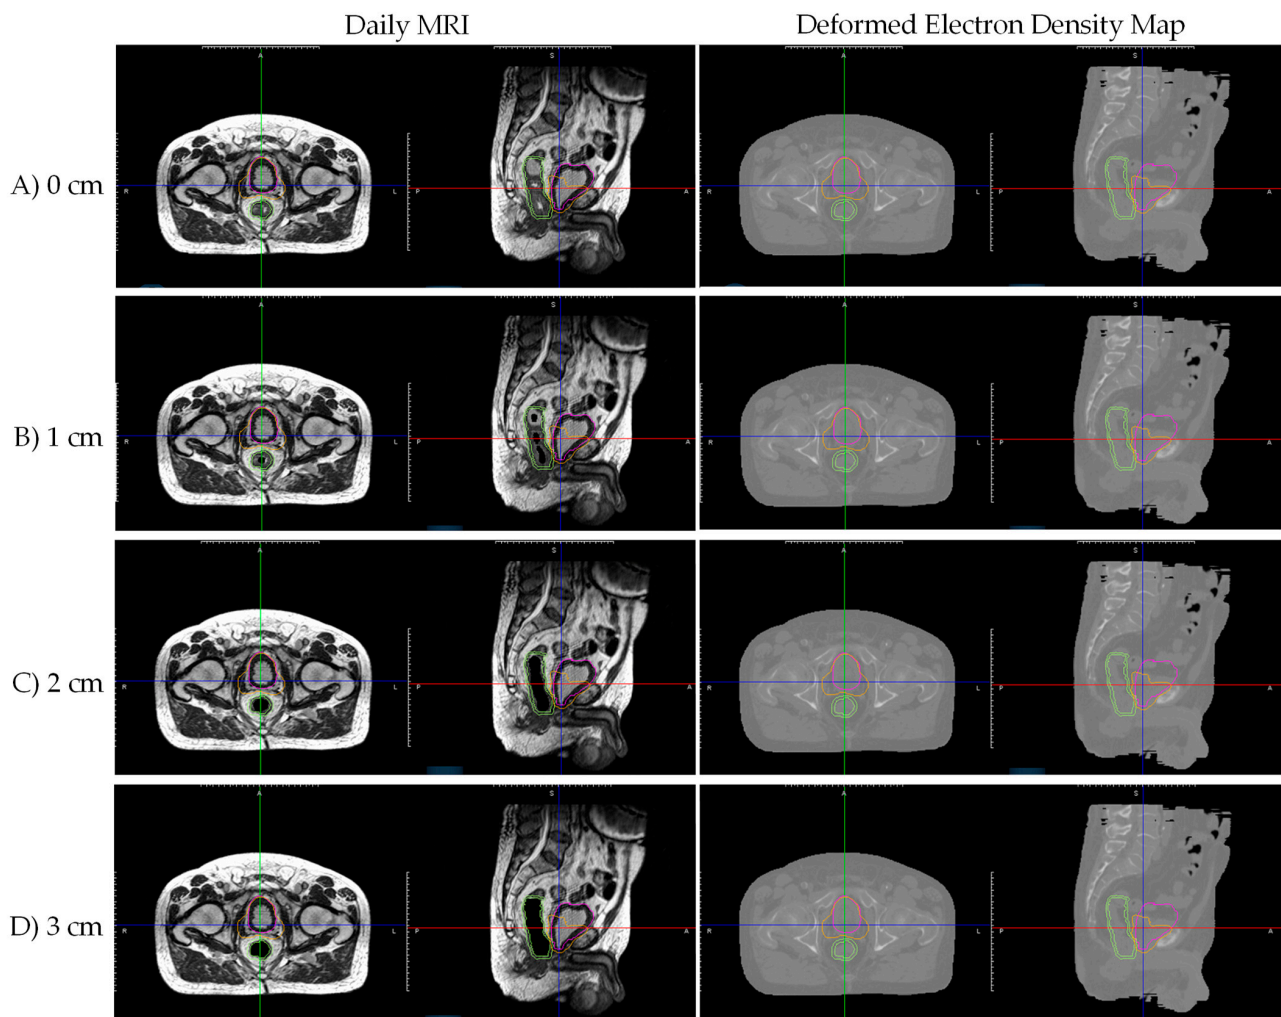 Daily MRI Deformed Electron Density Map
A S A S
A) 0 cm R L P A R L P A
A S A S
B) 1 cm R L P A R L P A
A S A S
C) 2 cm R L P A R L P A
A S A S
D) 3 cm R L P A R L P A